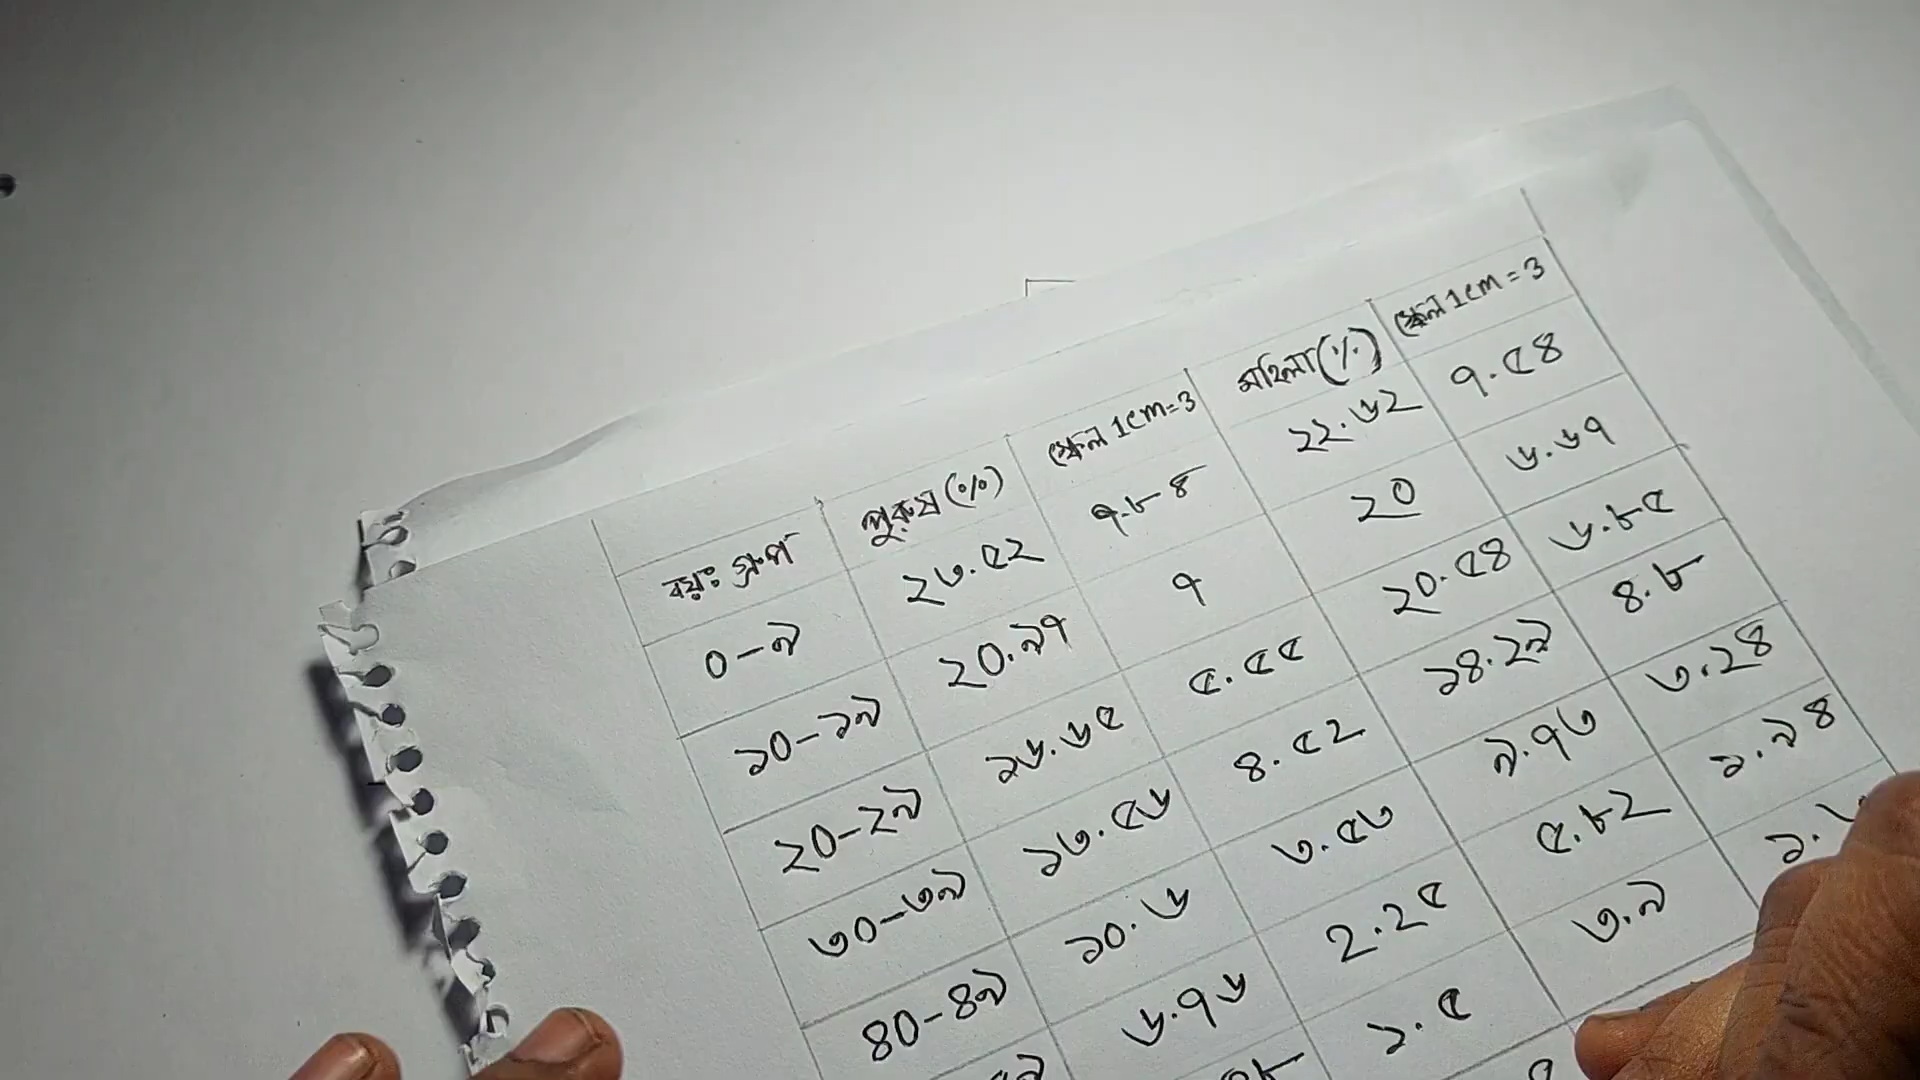 বয়ঃ গ্রুপ পুরুষ (%) স্কেল 1cm=3 মহিলা (%) স্কেল 1cm=3
০-৯ ২৩.৫২ ৭.৮৪ ২২.৬২ ৭.৫৪
১০-১৯ ২০.৯৭ ৭ ২০ ৬.৬৭
২০-২৯ ১৬.৬৫ ৫.৫৫ ২০.৫৪ ৬.৮৫
৩০-৩৯ ১৩.৫৬ ৪.৫২ ১৪.২৯ ৪.৮
৪০-৪৯ ১০.৬ ৩.৫৩ ৯.৭৩ ৩.২৪
৬.৭৬ ২.২৫ ৫.৮২ ১.৯৪
১.৫ ৩.৯